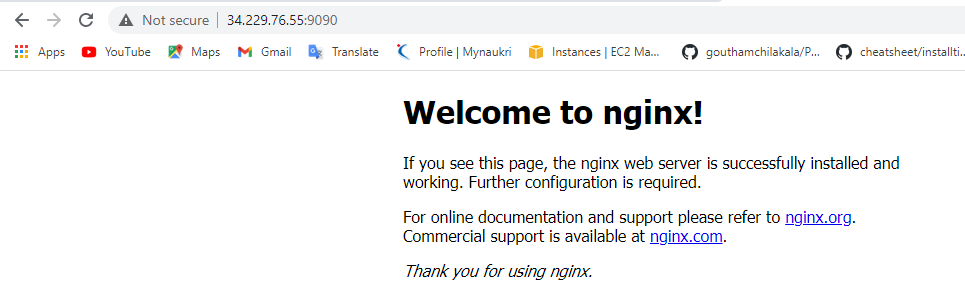 Not secure 34.229.76.55:9090
Apps YouTube Maps Gmail Translate Profile | Mynaukri Instances | EC2 Ma... gouthamchilakala/P... cheatsheet/installti...
Welcome to nginx!
If you see this page, the nginx web server is successfully installed and
working. Further configuration is required.
For online documentation and support please refer to nginx.org.
Commercial support is available at nginx.com.
Thank you for using nginx.